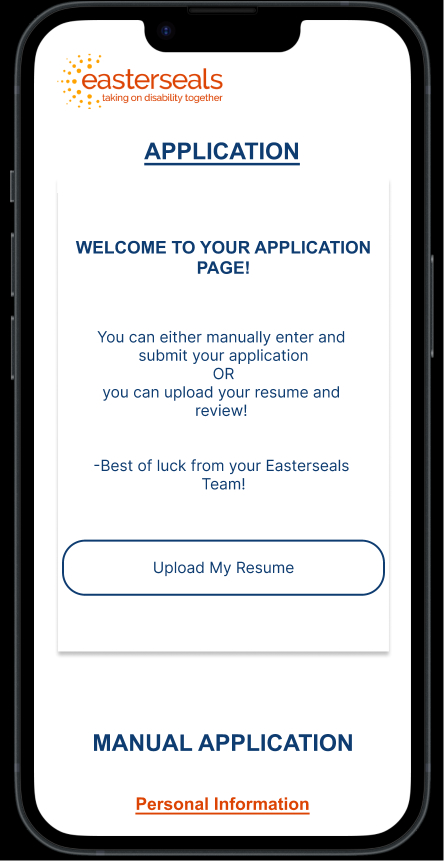 easterseals
taking on disability together
APPLICATION
WELCOME TO YOUR APPLICATION
PAGE!
You can either manually enter and
submit your application
OR
you can upload your resume and
review!
-Best of luck from your Easterseals
Team!
Upload My Resume
MANUAL APPLICATION
Personal Information